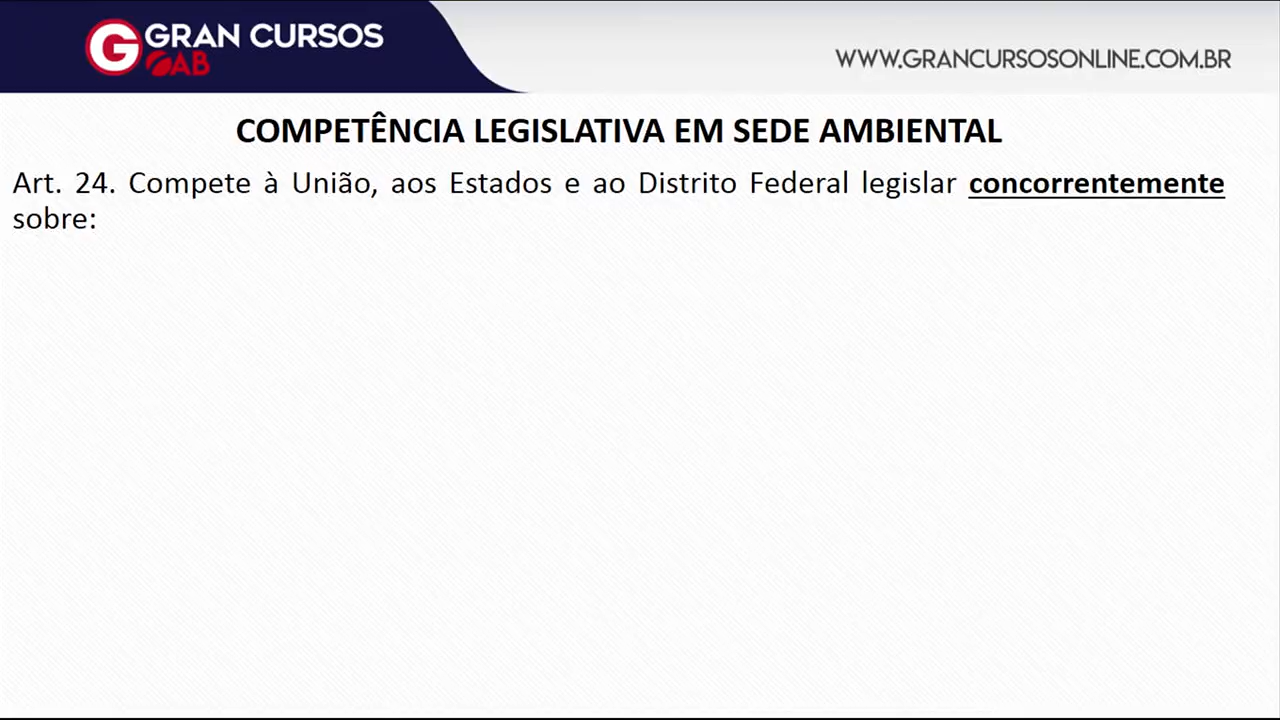 GRAN CURSOS
OAB
WWW.GRANCURSOSONLINE.COM.BR
COMPETÊNCIA LEGISLATIVA EM SEDE AMBIENTAL
Art. 24. Compete à União, aos Estados e ao Distrito Federal legislar concorrentemente
sobre: